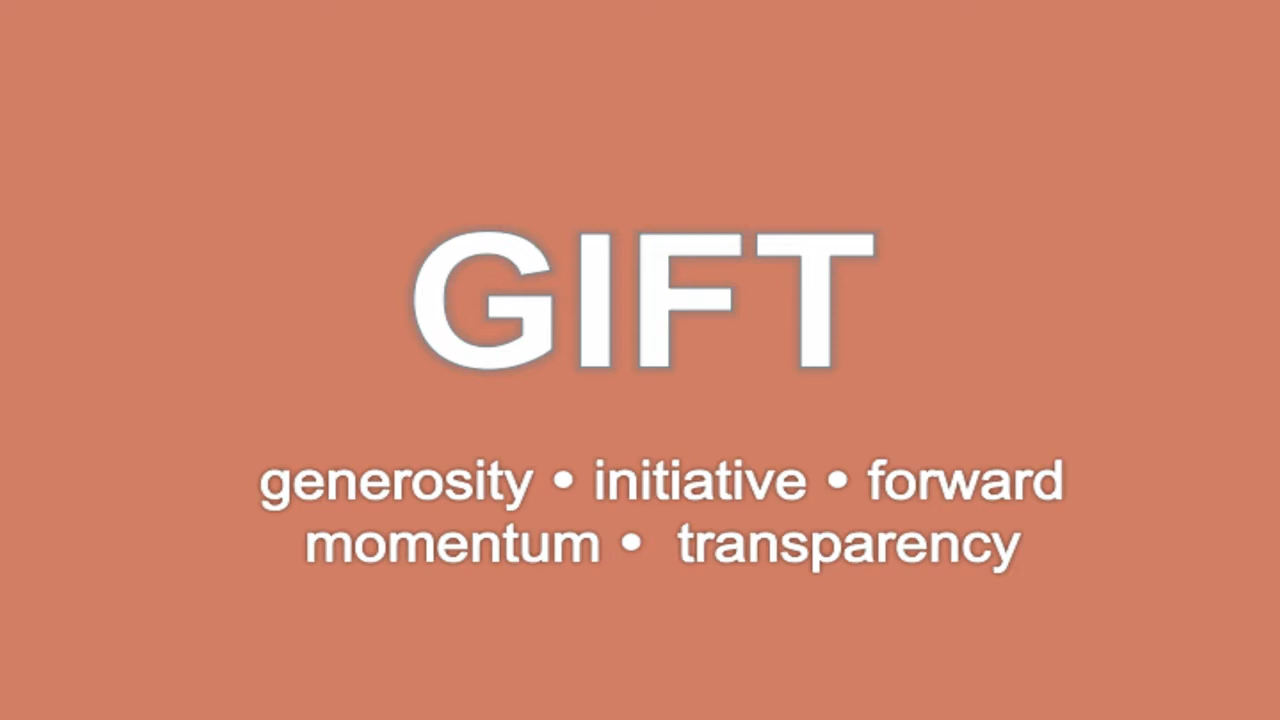 GIFT
generosity • initiative • forward
momentum • transparency